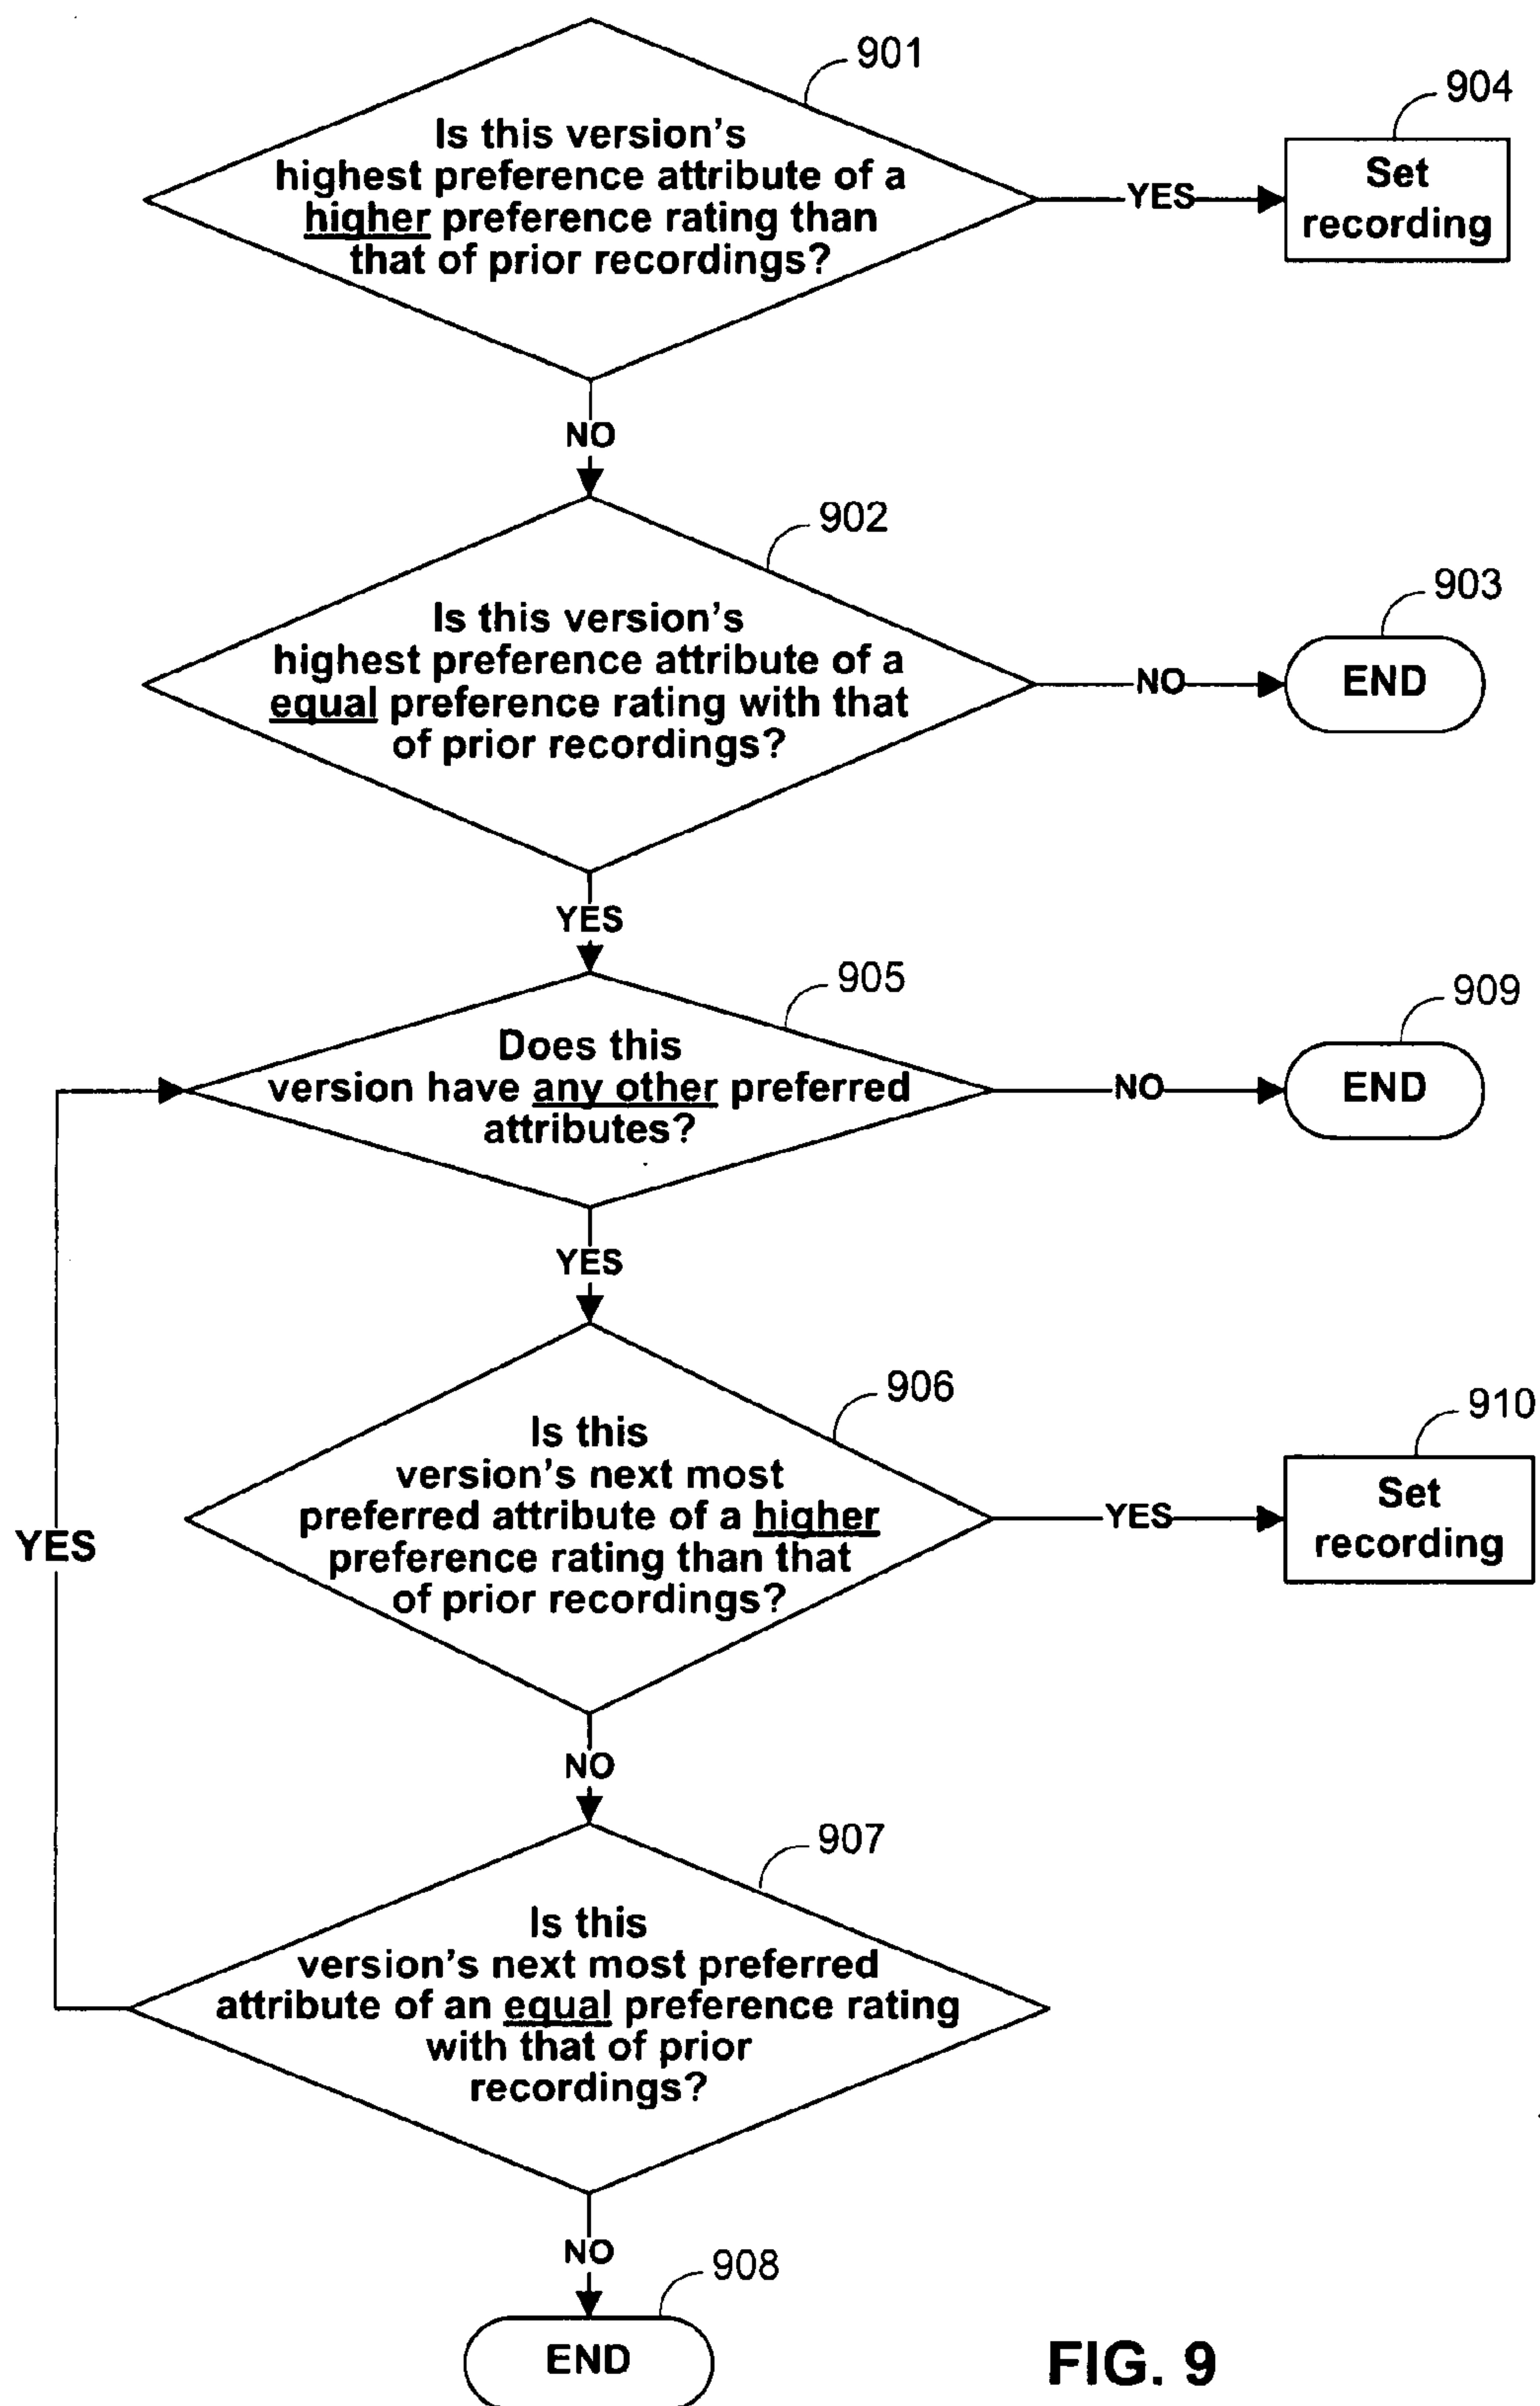 901
Is this version's
highest preference attribute of a
higher preference rating than
that of prior recordings?
YES
904
Set
recording
NO
902
Is this version's
highest preference attribute of a
equal preference rating with that
of prior recordings?
NO
903
END
YES
905
Does this
version have any other preferred
attributes?
NO
909
END
YES
906
Is this
version's next most
preferred attribute of a higher
preference rating than that
of prior recordings?
YES
910
Set
recording
YES
NO
907
Is this
version's next most preferred
attribute of an equal preference rating
with that of prior
recordings?
NO
908
END
FIG. 9